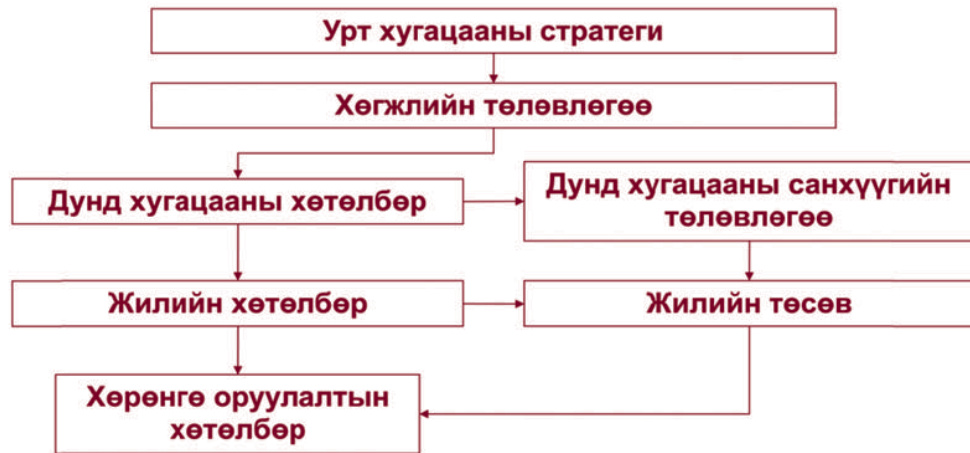 Урт хугацааны стратеги
Хөгжлийн төлөвлөгөө
Дунд хугацааны хөтөлбөр
Дунд хугацааны санхүүгийн
төлөвлөгөө
Жилийн хөтөлбөр
Жилийн төсөв
Хөрөнгө оруулалтын
хөтөлбөр